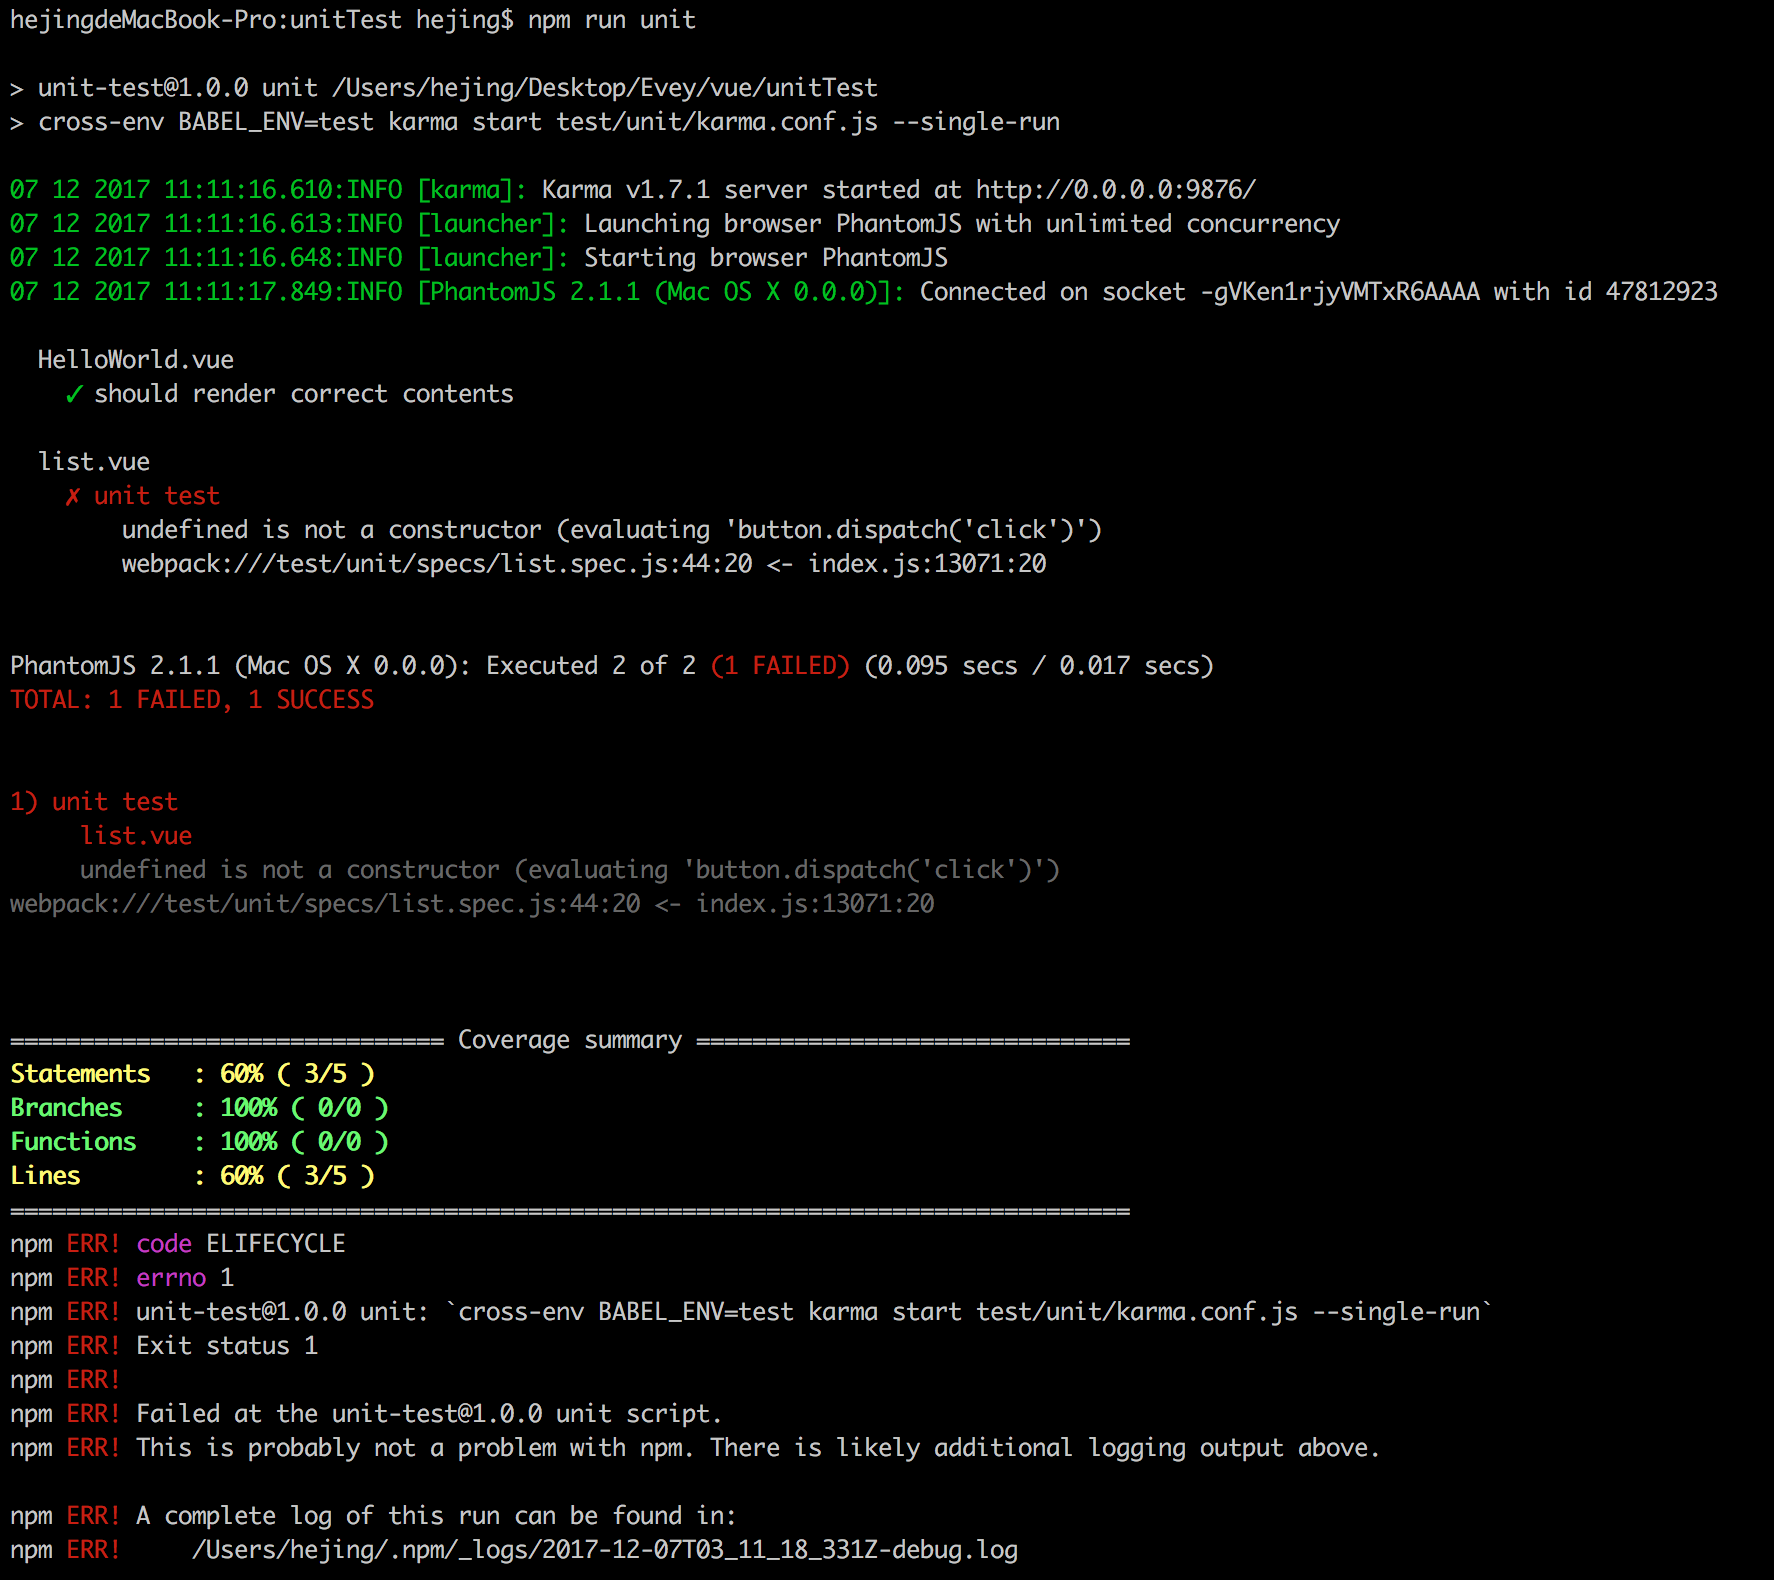 hejingdeMacBook-Pro:unitTest hejing$ npm run unit
> unit-test@1.0.0 unit /Users/hejing/Desktop/Evey/vue/unitTest
> cross-env BABEL_ENV=test karma start test/unit/karma.conf.js --single-run
07 12 2017 11:11:16.610:INFO [karma]: Karma v1.7.1 server started at http://0.0.0.0:9876/
07 12 2017 11:11:16.613:INFO [launcher]: Launching browser PhantomJS with unlimited concurrency
07 12 2017 11:11:16.648:INFO [launcher]: Starting browser PhantomJS
07 12 2017 11:11:17.849:INFO [PhantomJS 2.1.1 (Mac OS X 0.0.0)]: Connected on socket -gVKen1rjyVMTxR6AAAA with id 47812923
HelloWorld.vue
✓ should render correct contents
list.vue
✗ unit test
undefined is not a constructor (evaluating 'button.dispatch('click')')
webpack:///test/unit/specs/list.spec.js:44:20 <- index.js:13071:20
PhantomJS 2.1.1 (Mac OS X 0.0.0): Executed 2 of 2 (1 FAILED) (0.095 secs / 0.017 secs)
TOTAL: 1 FAILED, 1 SUCCESS
1) unit test
list.vue
undefined is not a constructor (evaluating 'button.dispatch('click')')
webpack:///test/unit/specs/list.spec.js:44:20 <- index.js:13071:20
=============================== Coverage summary ===============================
Statements   : 60% ( 3/5 )
Branches     : 100% ( 0/0 )
Functions    : 100% ( 0/0 )
Lines        : 60% ( 3/5 )
================================================================================
npm ERR! code ELIFECYCLE
npm ERR! errno 1
npm ERR! unit-test@1.0.0 unit: `cross-env BABEL_ENV=test karma start test/unit/karma.conf.js --single-run`
npm ERR! Exit status 1
npm ERR!
npm ERR! Failed at the unit-test@1.0.0 unit script.
npm ERR! This is probably not a problem with npm. There is likely additional logging output above.
npm ERR! A complete log of this run can be found in:
npm ERR!     /Users/hejing/.npm/_logs/2017-12-07T03_11_18_331Z-debug.log